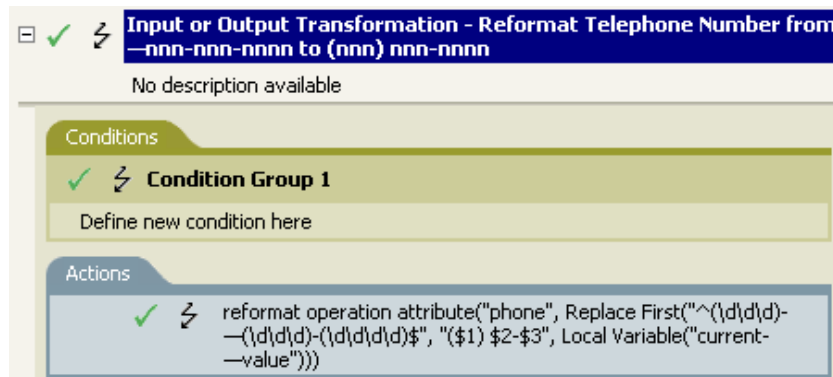 Input or Output Transformation - Reformat Telephone Number from
—nnn-nnn-nnnn to (nnn) nnn-nnnn
No description available
Conditions
Condition Group 1
Define new condition here
Actions
reformat operation attribute("phone", Replace First("^(\d\d\d)-
—(\d\d\d)-(\d\d\d\d)$", "($1) $2-$3", Local Variable("current-
—value")))